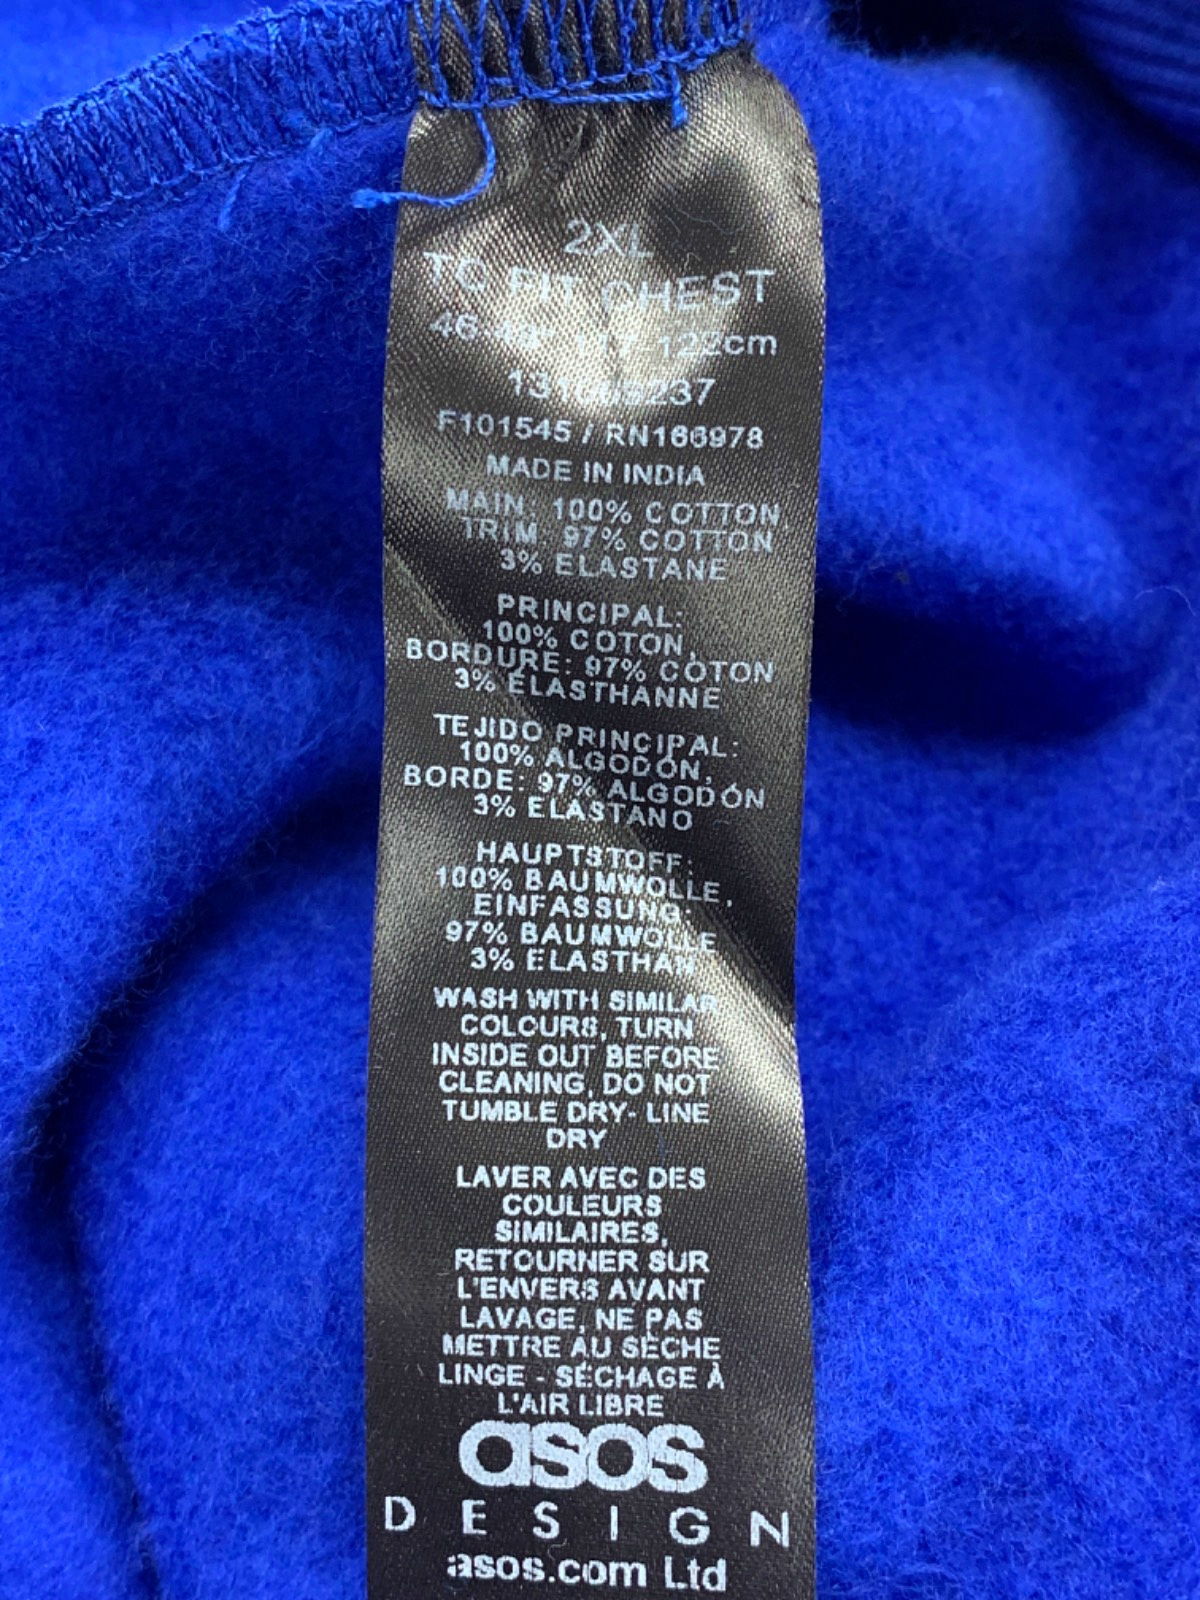 2XL
TO FIT CHEST
122cm
F101545 / RN166978
MADE IN INDIA
MAIN: 100% COTTON,
TRIM: 97% COTTON
3% ELASTANE
PRINCIPAL:
100% COTON,
BORDURE: 97% COTON
3% ÉLASTHANNE
TEJIDO PRINCIPAL:
100% ALGODÓN,
BORDE: 97% ALGODÓN
3% ELASTANO
HAUPTSTOFF:
100% BAUMWOLLE,
EINFASSUNG:
97% BAUMWOLLE
3% ELASTHAN
WASH WITH SIMILAR
COLOURS, TURN
INSIDE OUT BEFORE
CLEANING, DO NOT
TUMBLE DRY- LINE
DRY
LAVER AVEC DES
COULEURS
SIMILAIRES,
RETOURNER SUR
L'ENVERS AVANT
LAVAGE, NE PAS
METTRE AU SÈCHE
LINGE - SÉCHAGE À
L'AIR LIBRE
asos
DESIGN
asos.com Ltd